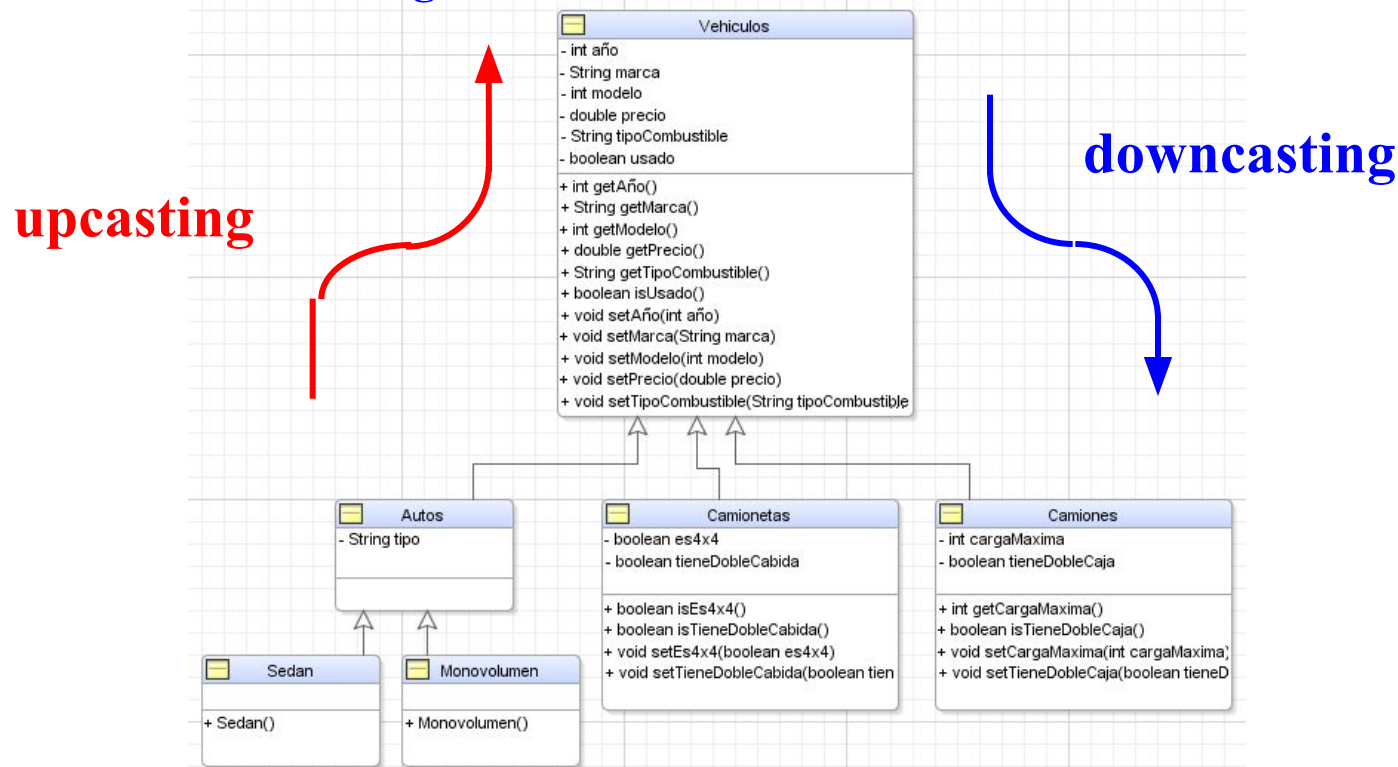 Vehiculos
- int año
- String marca
- int modelo
- double precio
- String tipoCombustible
- boolean usado
+ int getAño()
+ String getMarca()
+ int getModelo()
+ double getPrecio()
+ String getTipoCombustible()
+ boolean isUsado()
+ void setAño(int año)
+ void setMarca(String marca)
+ void setModelo(int modelo)
+ void setPrecio(double precio)
+ void setTipoCombustible(String tipoCombustible
upcasting
downcasting
Autos
- String tipo
Camionetas
- boolean es4x4
- boolean tieneDobleCabida
+ boolean isEs4x4()
+ boolean isTieneDobleCabida()
+ void setEs4x4(boolean es4x4)
+ void setTieneDobleCabida(boolean tien
Camiones
- int cargaMaxima
- boolean tieneDobleCaja
+ int getCargaMaxima()
+ boolean isTieneDobleCaja()
+ void setCargaMaxima(int cargaMaxima)
+ void setTieneDobleCaja(boolean tieneD
Sedan
+ Sedan()
Monovolumen
+ Monovolumen()